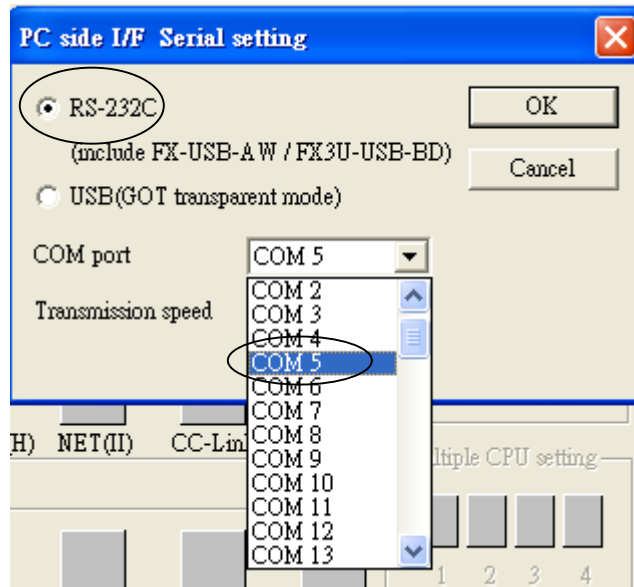 PC side I/F Serial setting
RS-232C
OK
(include FX-USB-AW / FX3U-USB-BD)
Cancel
USB(GOT transparent mode)
COM port
COM 5
Transmission speed
COM 2
COM 3
COM 4
COM 5
COM 6
COM 7
COM 8
COM 9
COM 10
COM 11
COM 12
COM 13
H) NET(II) CC-Lin
ltiple CPU setting
1 2 3 4